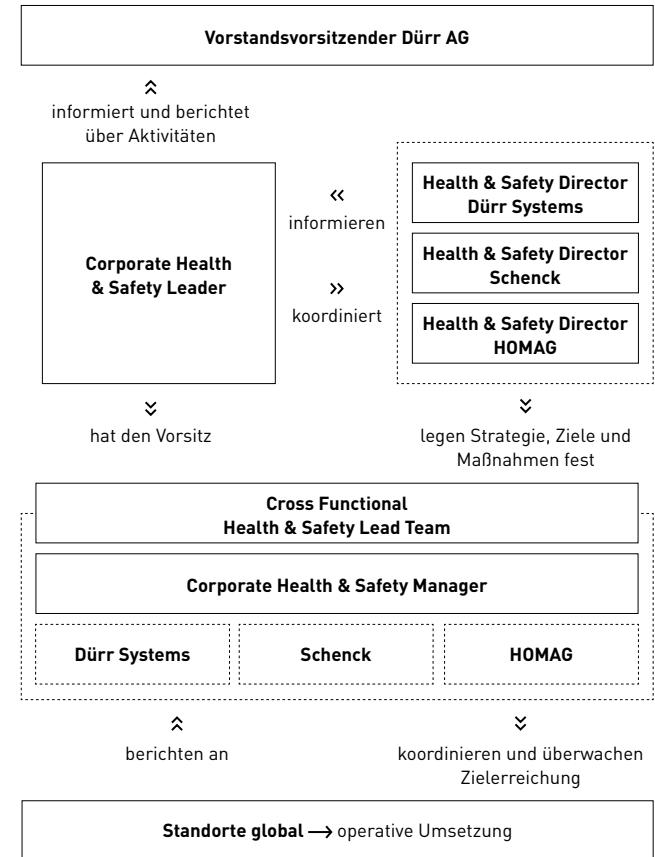 Vorstandsvorsitzender Dürr AG
informiert und berichtet
über Aktivitäten
Corporate Health
& Safety Leader
informieren
koordiniert
Health & Safety Director
Dürr Systems
Health & Safety Director
Schenck
Health & Safety Director
HOMAG
hat den Vorsitz
legen Strategie, Ziele und
Maßnahmen fest
Cross Functional
Health & Safety Lead Team
Corporate Health & Safety Manager
Dürr Systems
Schenck
HOMAG
berichten an
koordinieren und überwachen
Zielerreichung
Standorte global → operative Umsetzung